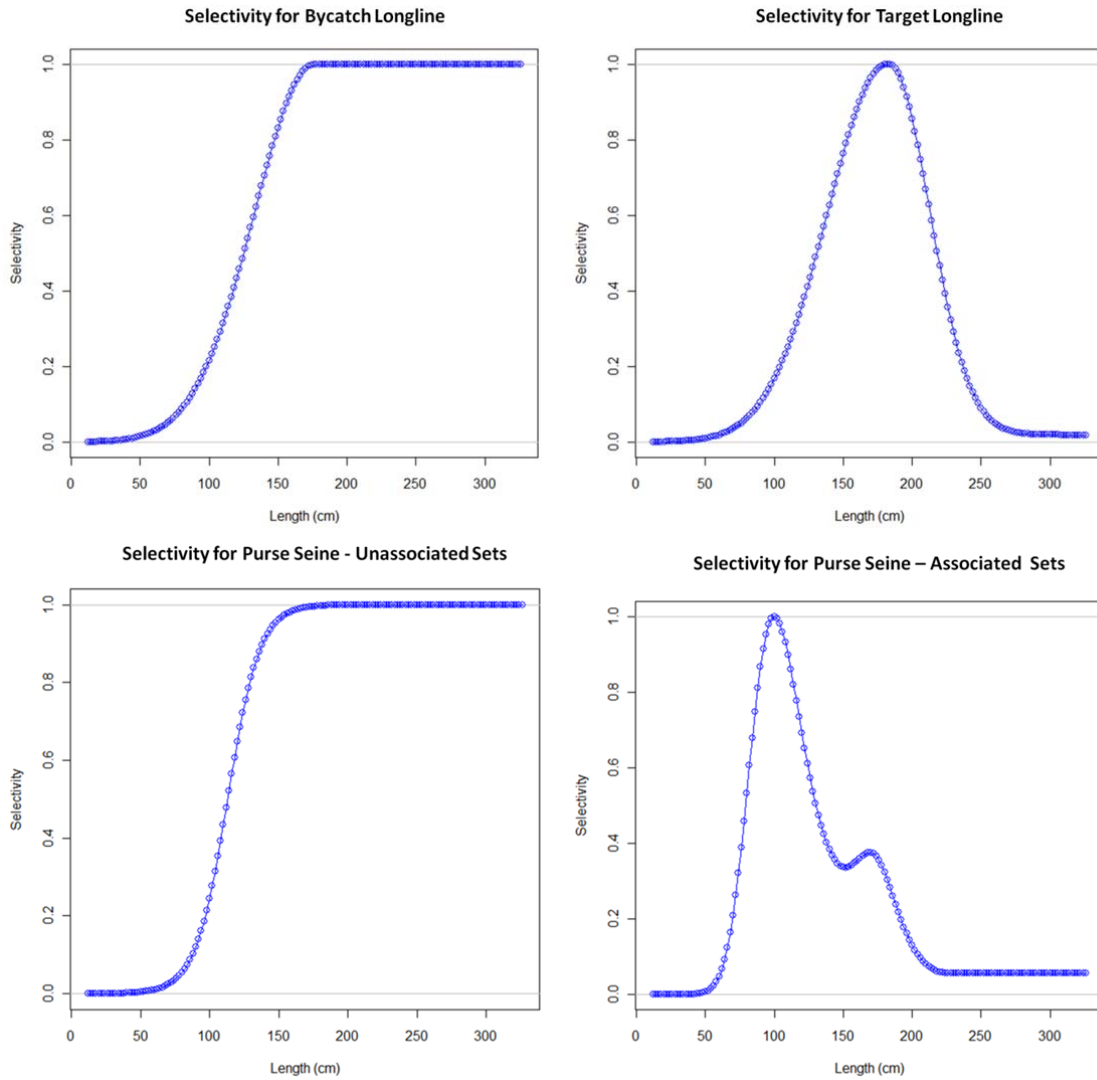 Selectivity for Bycatch Longline
Selectivity
0.0 0.2 0.4 0.6 0.8 1.0
0 50 100 150 200 250 300
Length (cm)
Selectivity for Target Longline
Selectivity
0.0 0.2 0.4 0.6 0.8 1.0
0 50 100 150 200 250 300
Length (cm)
Selectivity for Purse Seine - Unassociated Sets
Selectivity
0.0 0.2 0.4 0.6 0.8 1.0
0 50 100 150 200 250 300
Length (cm)
Selectivity for Purse Seine – Associated Sets
Selectivity
0.0 0.2 0.4 0.6 0.8 1.0
0 50 100 150 200 250 300
Length (cm)